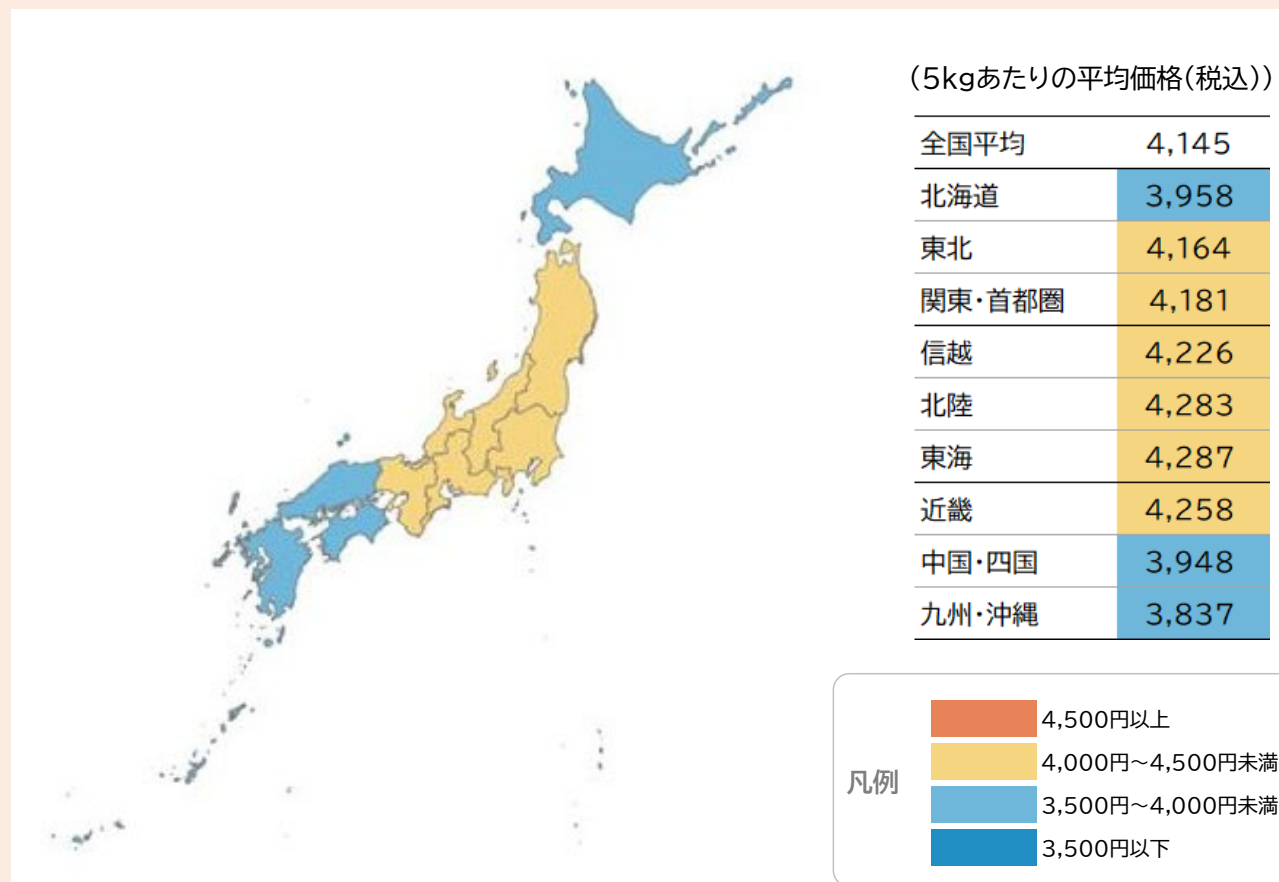 (5kgあたりの平均価格(税込))
全国平均 4,145
北海道 3,958
東北 4,164
関東・首都圏 4,181
信越 4,226
北陸 4,283
東海 4,287
近畿 4,258
中国・四国 3,948
九州・沖縄 3,837
凡例
4,500円以上
4,000円～4,500円未満
3,500円～4,000円未満
3,500円以下